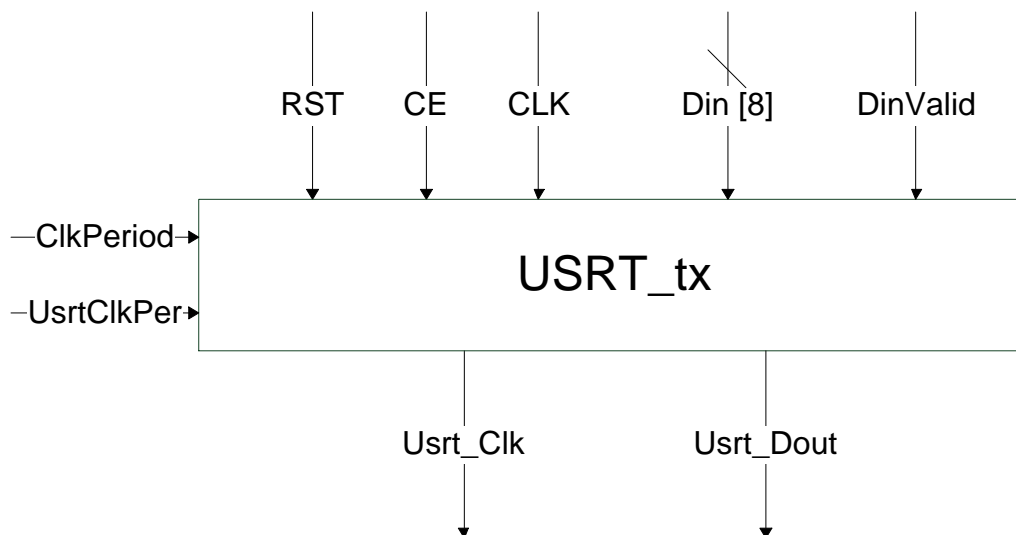 RST CE CLK Din [8] DinValid
ClkPeriod
USRT_tx
UsrtClkPer
Usrt_Clk Usrt_Dout